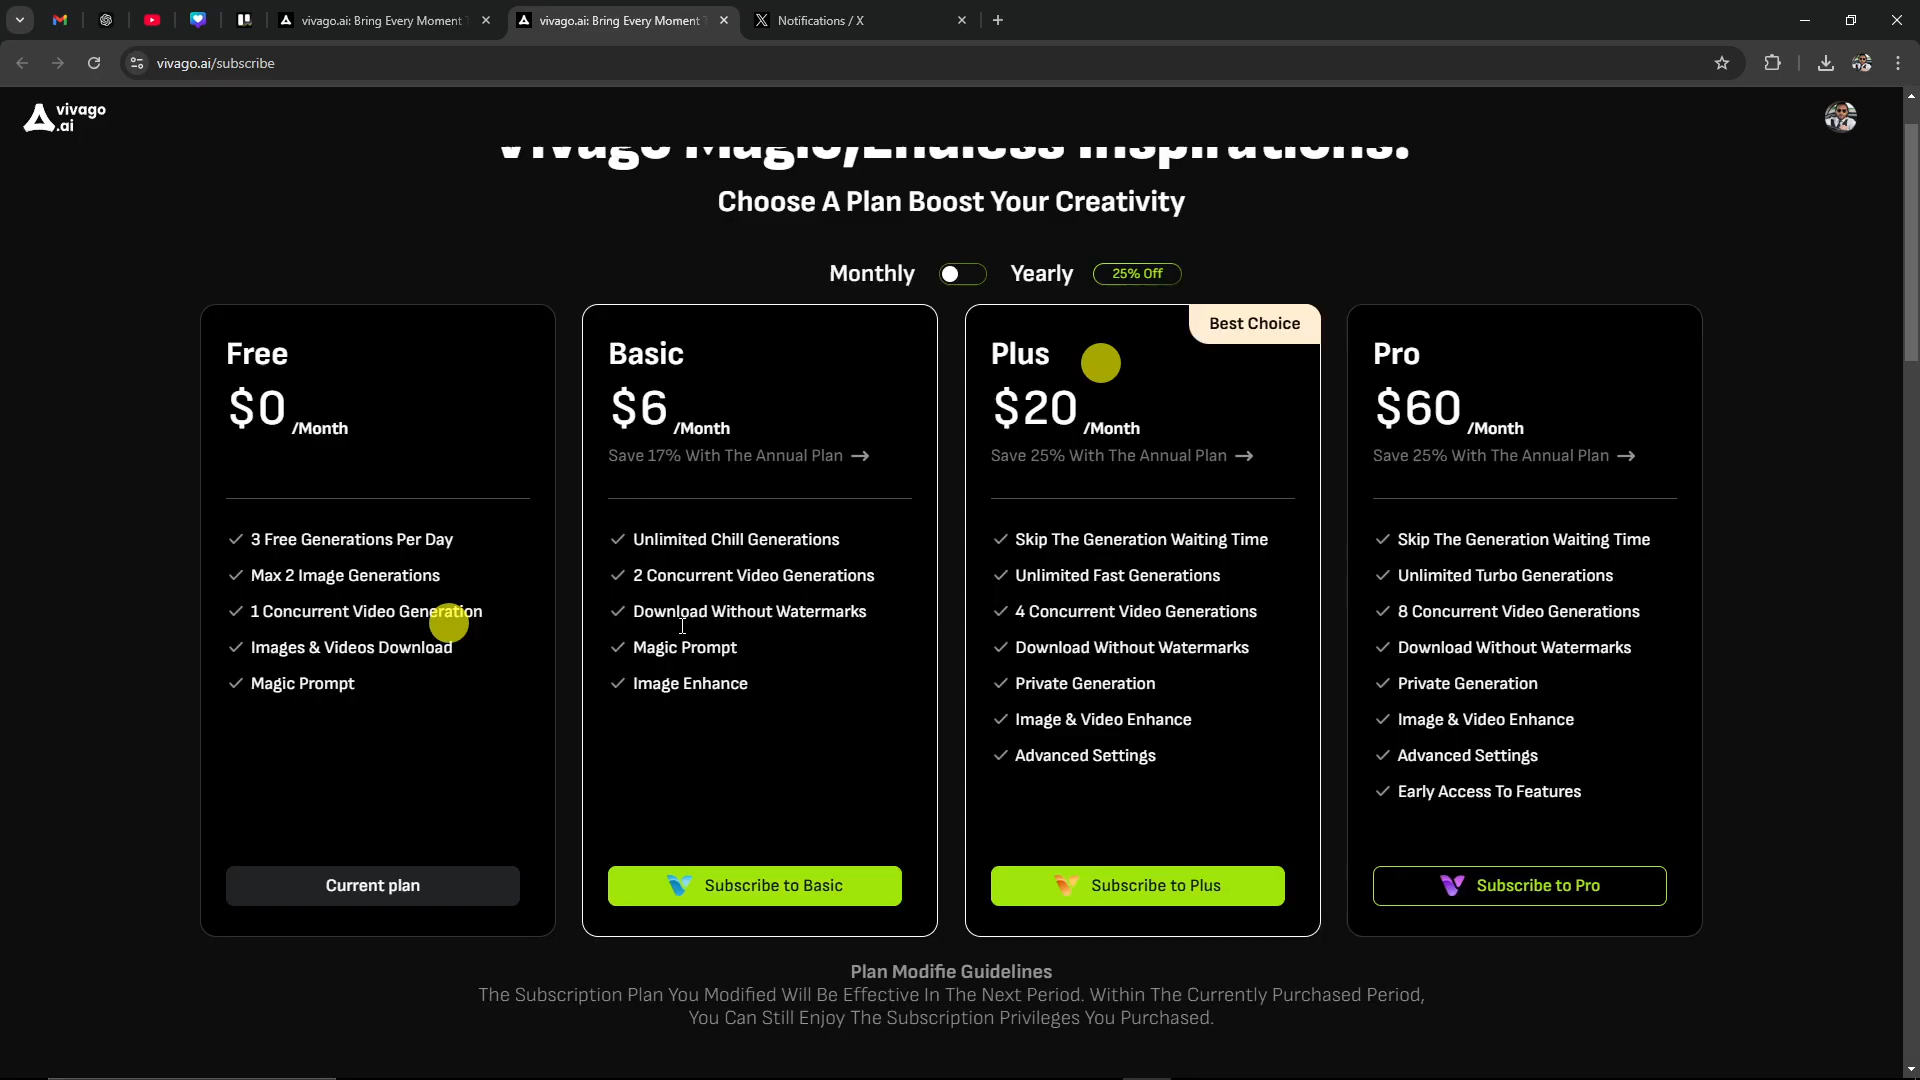 vivago.ai: Bring Every Moment
vivago.ai: Bring Every Moment
Notifications / X
vivago.ai/subscribe
vivago
.ai
Vivago Magic,Endless Inspirations.
Choose A Plan Boost Your Creativity
Monthly
Yearly
25% Off
Free
$0 /Month
3 Free Generations Per Day
Max 2 Image Generations
1 Concurrent Video Generation
Images & Videos Download
Magic Prompt
Current plan
Basic
$6 /Month
Save 17% With The Annual Plan →
Unlimited Chill Generations
2 Concurrent Video Generations
Download Without Watermarks
Magic Prompt
Image Enhance
Subscribe to Basic
Best Choice
Plus
$20 /Month
Save 25% With The Annual Plan →
Skip The Generation Waiting Time
Unlimited Fast Generations
4 Concurrent Video Generations
Download Without Watermarks
Private Generation
Image & Video Enhance
Advanced Settings
Subscribe to Plus
Pro
$60 /Month
Save 25% With The Annual Plan →
Skip The Generation Waiting Time
Unlimited Turbo Generations
8 Concurrent Video Generations
Download Without Watermarks
Private Generation
Image & Video Enhance
Advanced Settings
Early Access To Features
Subscribe to Pro
Plan Modifie Guidelines
The Subscription Plan You Modified Will Be Effective In The Next Period. Within The Currently Purchased Period,
You Can Still Enjoy The Subscription Privileges You Purchased.